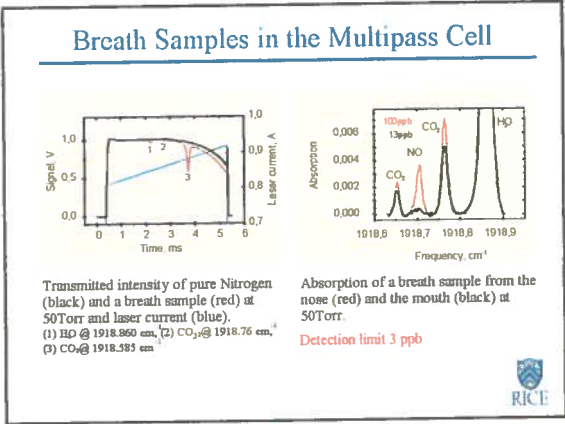 Breath Samples in the Multipass Cell
Signal, V
1,0
0,5
0,0
1 2
3
1,0
0,9
0,8
0,7
Laser current, A
0 1 2 3 4 5 6
Time, ms
Absorption
0,006
0,004
0,002
0,000
100ppb
13ppb
CO₂
NO
CO₂
H₂O
1918,6 1918,7 1918,8 1918,9
Frequency, cm⁻¹
Transmitted intensity of pure Nitrogen
(black) and a breath sample (red) at
50Torr and laser current (blue).
(1) H₂O @ 1918.860 cm,⁻¹(2) CO₂,@ 1918.76 cm,⁻¹
(3) CO₂@ 1918.585 cm⁻¹
Absorption of a breath sample from the
nose (red) and the mouth (black) at
50Torr.
Detection limit 3 ppb
RICE